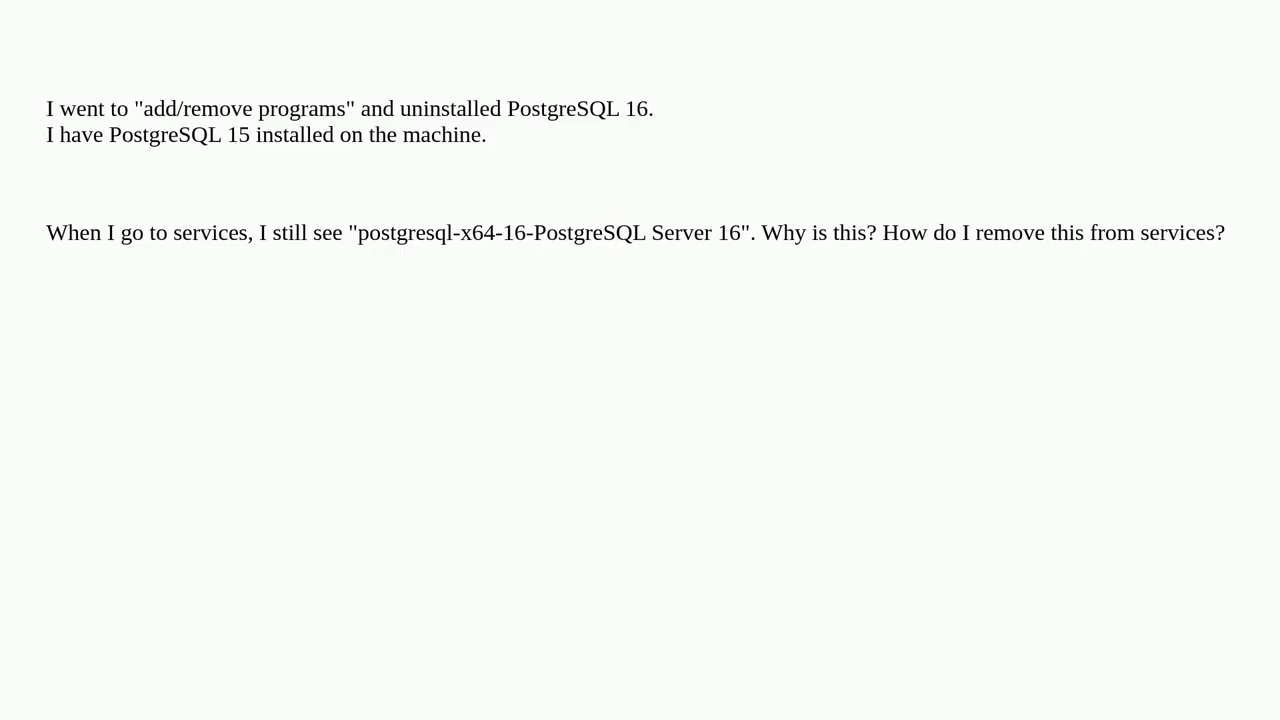 I went to "add/remove programs" and uninstalled PostgreSQL 16.
I have PostgreSQL 15 installed on the machine.
When I go to services, I still see "postgresql-x64-16-PostgreSQL Server 16". Why is this? How do I remove this from services?